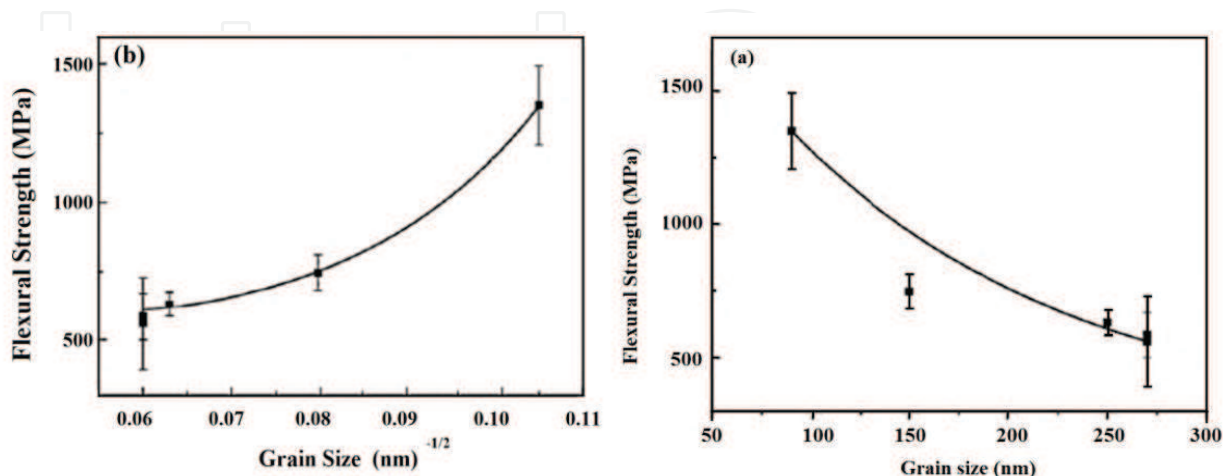 (b)
Flexural Strength (MPa)
1500
1000
500
0.06 0.07 0.08 0.09 0.10 0.11
Grain Size (nm) -1/2
(a)
Flexural Strength (MPa)
1500
1000
500
50 100 150 200 250 300
Grain size (nm)